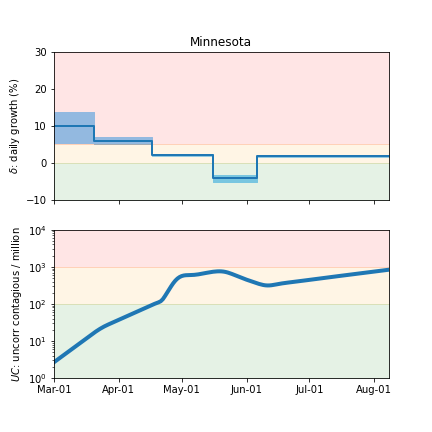 Minnesota
δ: daily growth (%)
30
20
10
0
−10
UC: uncorr contagious / million
10⁴
10³
10²
10¹
10⁰
Mar-01 Apr-01 May-01 Jun-01 Jul-01 Aug-01